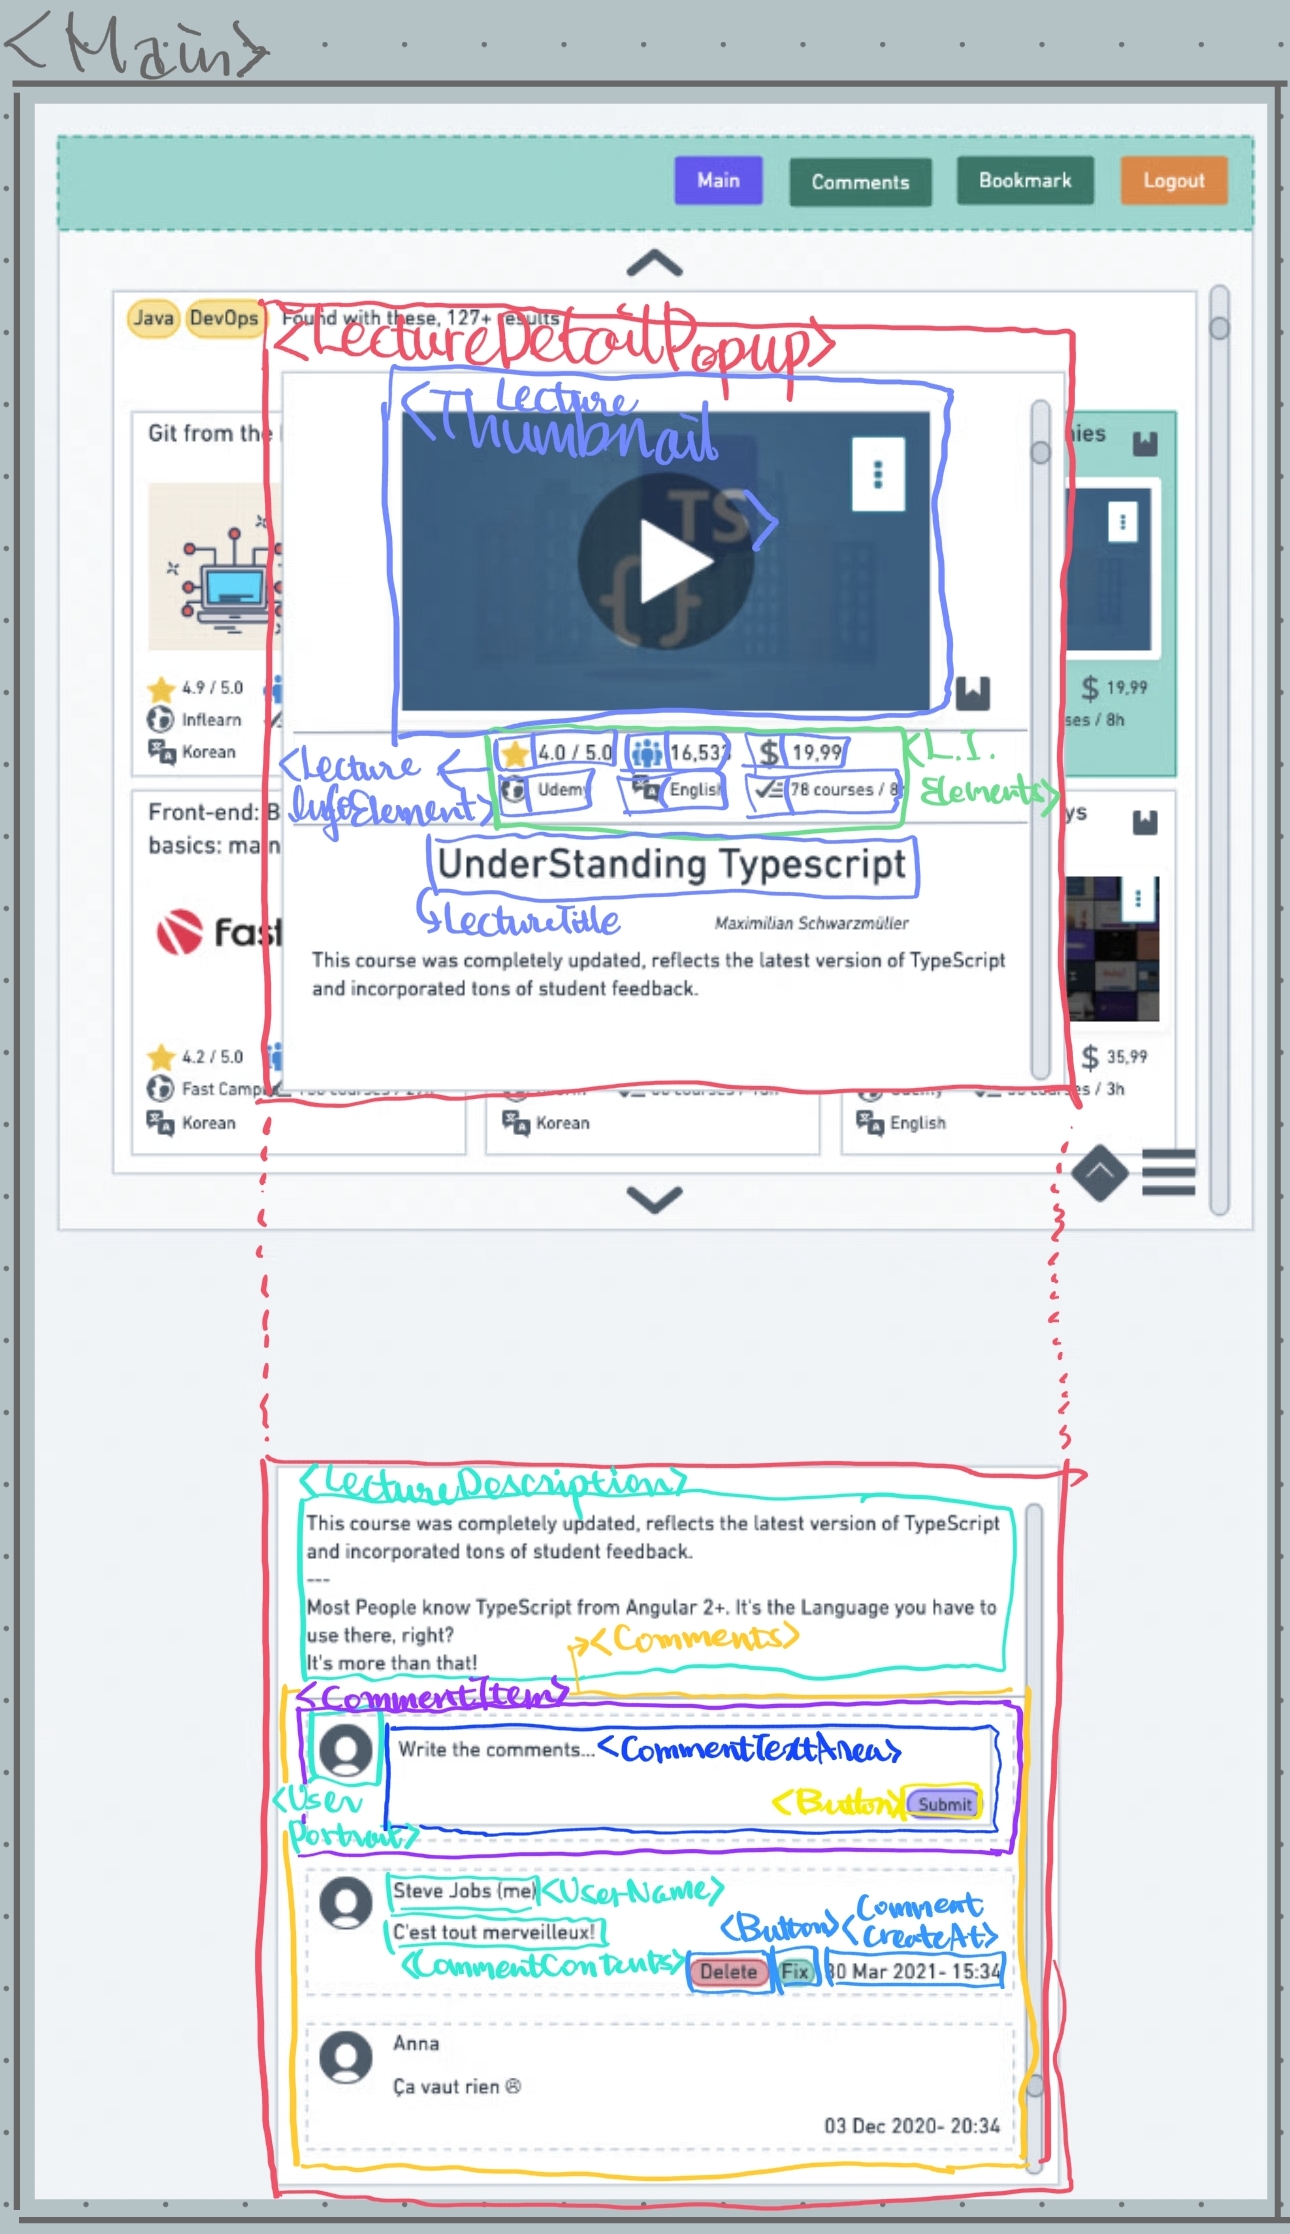 <Main>
Main Comments Bookmark Logout
Java DevOps Found with these, 127+ results
<LectureDetailPopup>
<Lecture
Thumbnail
>
Git from the
TS
{ }
4.9 / 5.0
Inflearn
Korean
nies
$ 19,99
ses / 8h
4.0 / 5.0 16,533 $ 19,99
Udemy English 78 courses / 8
<Lecture
InfoElement>
<L.I.
Elements>
Front-end: B
basics: main
ys
UnderStanding Typescript
LectureTitle
Maximilian Schwarzmüller
Fast
This course was completely updated, reflects the latest version of TypeScript
and incorporated tons of student feedback.
4.2 / 5.0
Fast Camp
Korean
Korean
$ 35,99
es / 3h
English
<LectureDescription>
This course was completely updated, reflects the latest version of TypeScript
and incorporated tons of student feedback.
---
Most People know TypeScript from Angular 2+. It's the Language you have to
use there, right?
It's more than that!
<Comments>
<CommentItem>
Write the comments... <CommentTextArea>
<Button> Submit
<User
Portrait>
Steve Jobs (me) <UserName>
C'est tout merveilleux!
<CommentContents>
<Button> <Comment
CreateAt>
Delete Fix 30 Mar 2021- 15:34
Anna
Ça vaut rien ☹
03 Dec 2020- 20:34